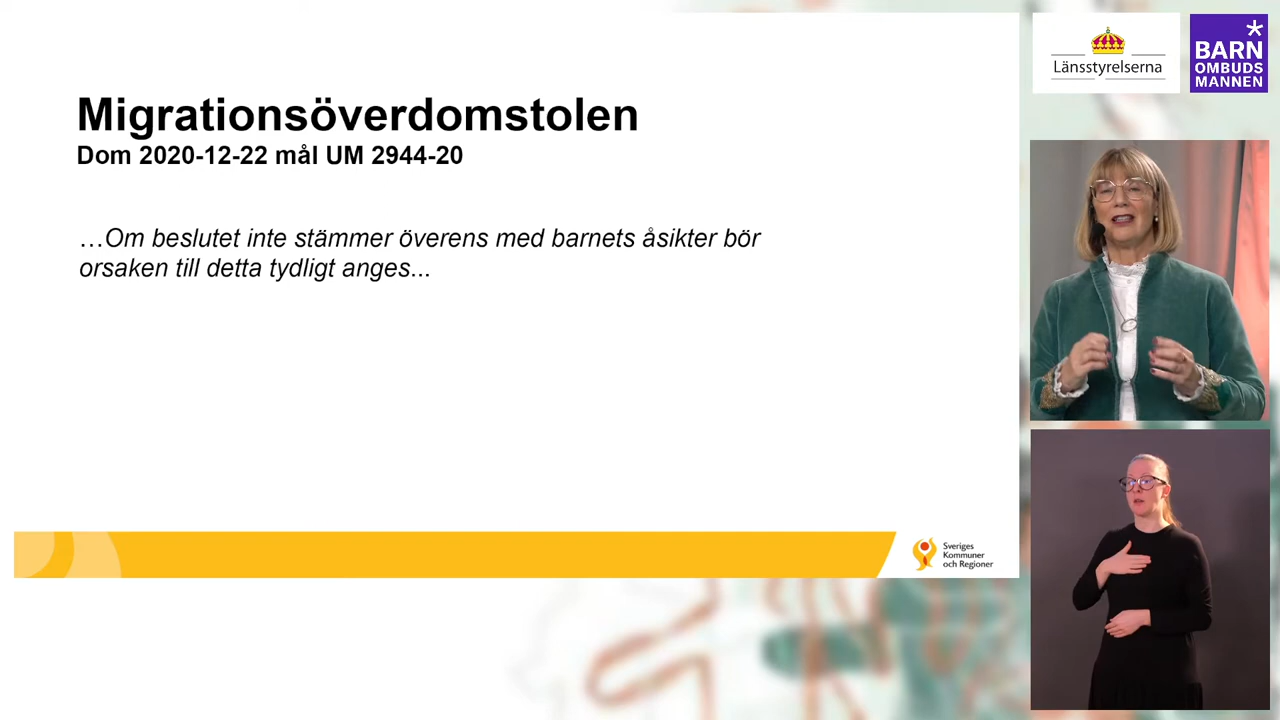 Migrationsöverdomstolen
Dom 2020-12-22 mål UM 2944-20
…Om beslutet inte stämmer överens med barnets åsikter bör
orsaken till detta tydligt anges...
Sveriges
Kommuner
och Regioner
Länsstyrelserna
BARN
OMBUDS
MANNEN